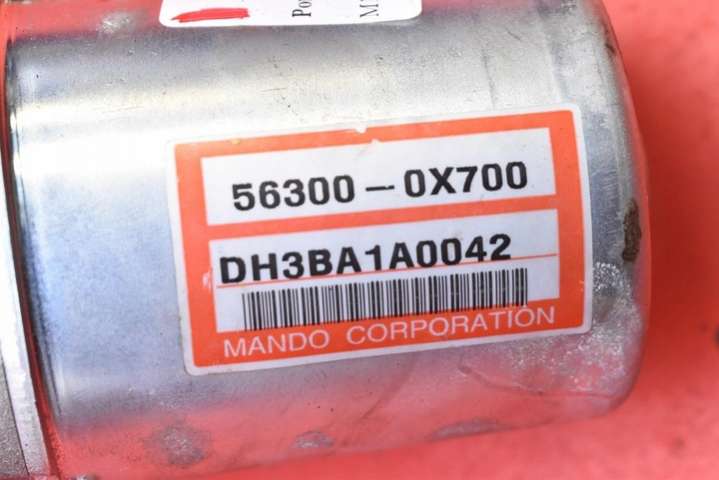 56300-0X700
DH3BA1A0042
MANDO CORPORATION